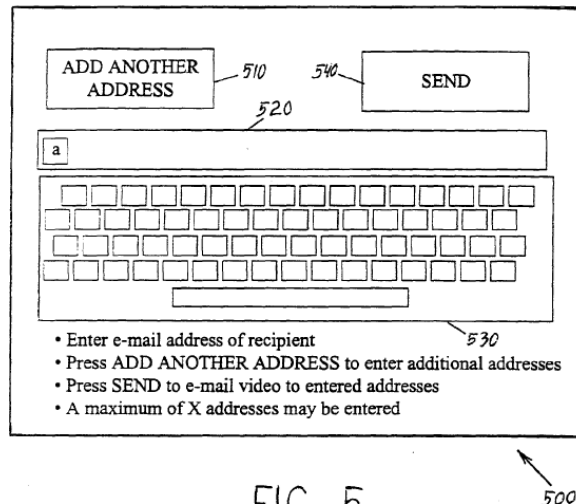 ADD ANOTHER
ADDRESS
510
540
SEND
520
a
530
• Enter e-mail address of recipient
• Press ADD ANOTHER ADDRESS to enter additional addresses
• Press SEND to e-mail video to entered addresses
• A maximum of X addresses may be entered
500
FIG. 5